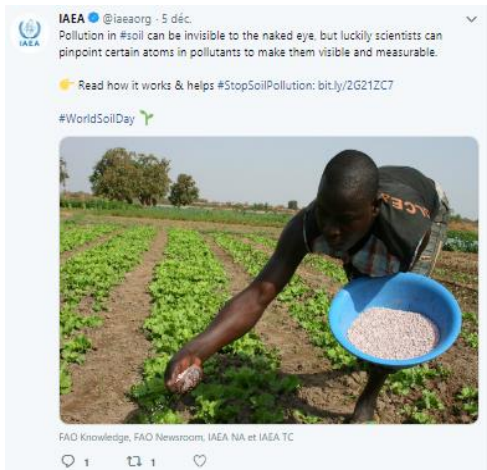 IAEA @iaeaorg · 5 déc.
Pollution in #soil can be invisible to the naked eye, but luckily scientists can
pinpoint certain atoms in pollutants to make them visible and measurable.
👉 Read how it works & helps #StopSoilPollution: bit.ly/2G21ZC7
#WorldSoilDay 🌱
IAEA
FAO Knowledge, FAO Newsroom, IAEA NA et IAEA TC
1 1